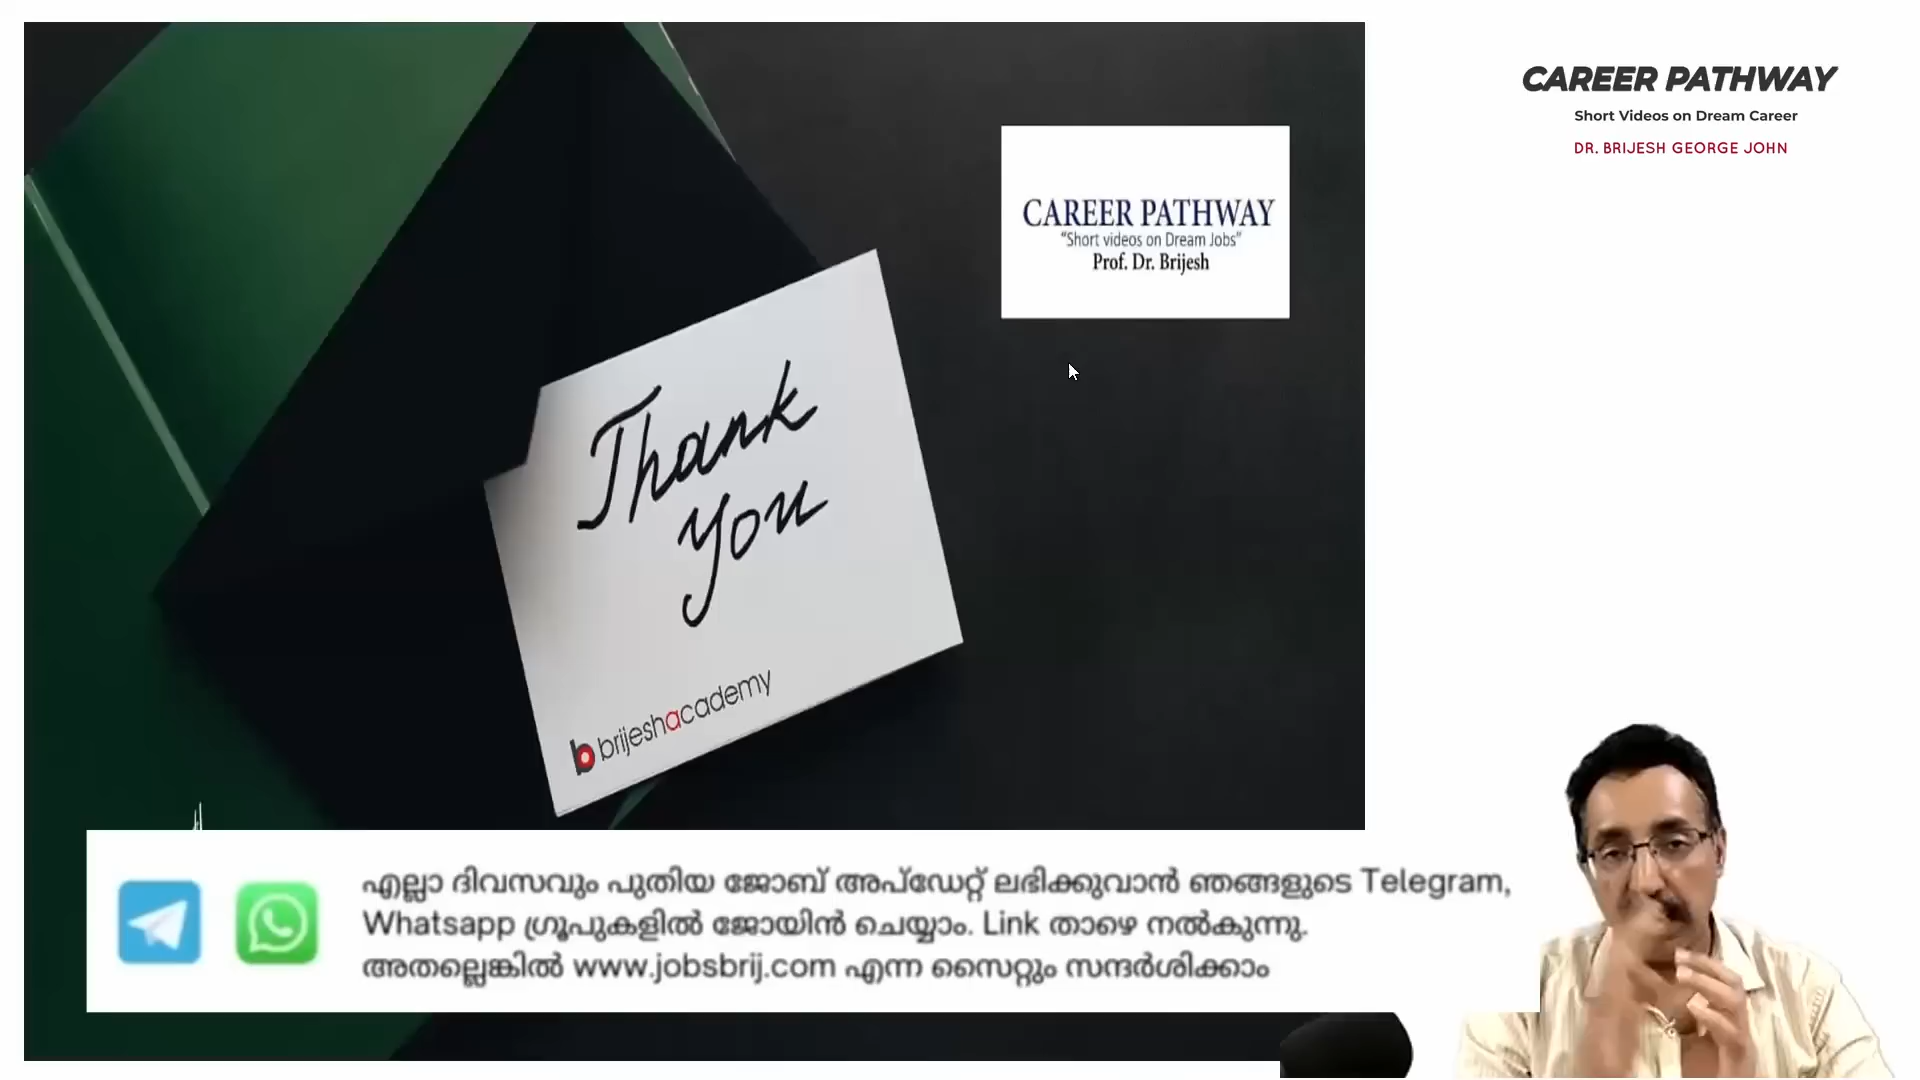 CAREER PATHWAY
Short Videos on Dream Career
DR. BRIJESH GEORGE JOHN
CAREER PATHWAY
"Short videos on Dream Jobs"
Prof. Dr. Brijesh
Thank
you
brijeshacademy
എല്ലാ ദിവസവും പുതിയ ജോബ് അപ്ഡേറ്റ് ലഭിക്കുവാൻ ഞങ്ങളുടെ Telegram,
Whatsapp ഗ്രൂപുകളിൽ ജോയിൻ ചെയ്യാം. Link താഴെ നൽകുന്നു.
അതല്ലെങ്കിൽ www.jobsbrij.com എന്ന സൈറ്റും സന്ദർശിക്കാം